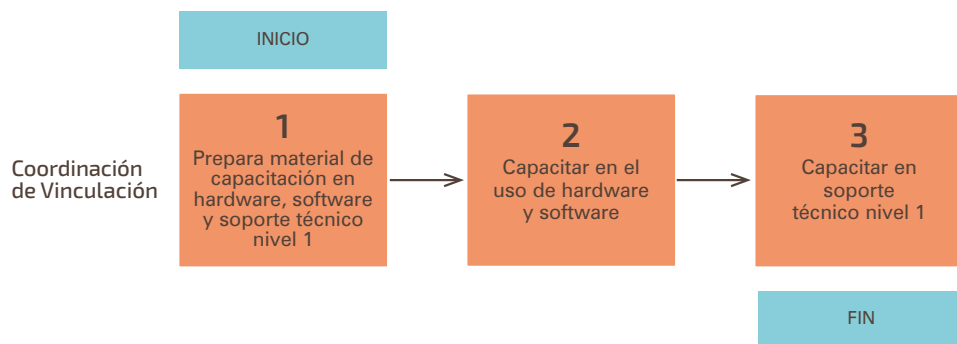 INICIO
Coordinación
de Vinculación
1
Prepara material de
capacitación en
hardware, software
y soporte técnico
nivel 1
2
Capacitar en el
uso de hardware
y software
3
Capacitar en
soporte
técnico nivel 1
FIN